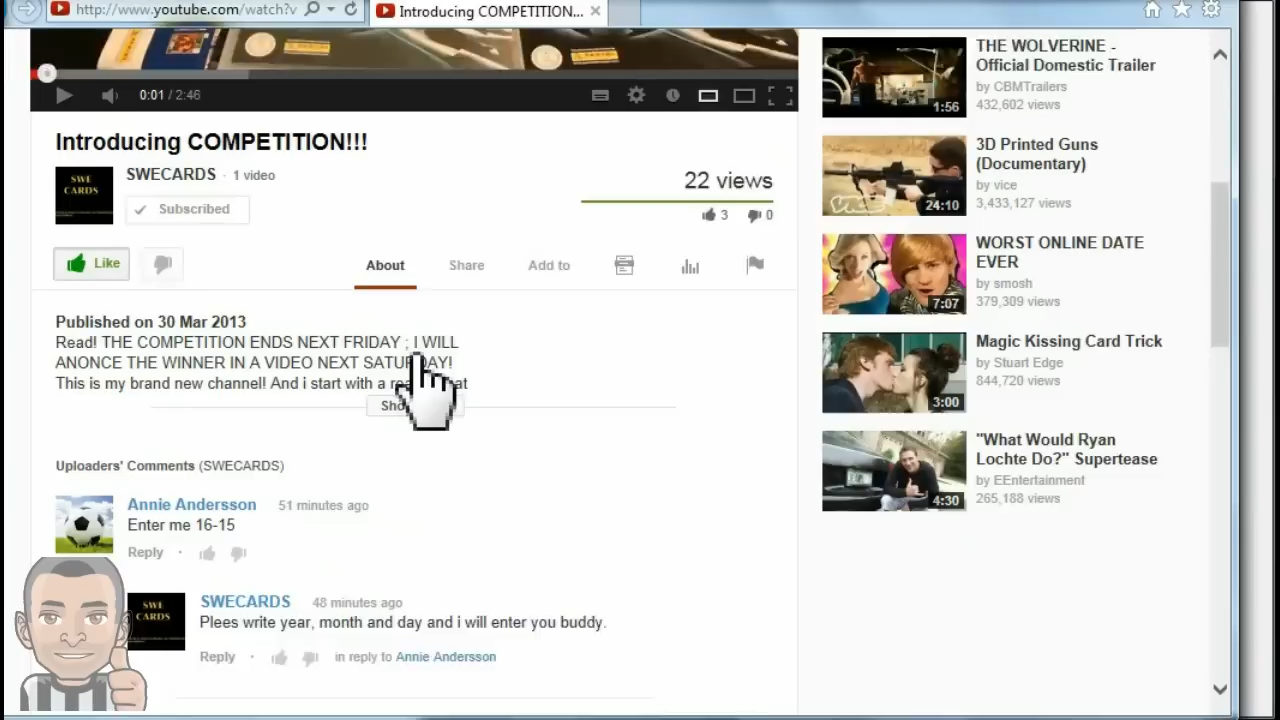 http://www.youtube.com/watch?v
Introducing COMPETITION...
0:01 / 2:46
Introducing COMPETITION!!!
SWE
CARDS
SWECARDS · 1 video
Subscribed
22 views
3 0
Like
About Share Add to
Published on 30 Mar 2013
Read! THE COMPETITION ENDS NEXT FRIDAY ; I WILL
ANONCE THE WINNER IN A VIDEO NEXT SATURDAY!
This is my brand new channel! And i start with a
Uploaders' Comments (SWECARDS)
Annie Andersson 51 minutes ago
Enter me 16-15
Reply ·
SWE
CARDS
SWECARDS 48 minutes ago
Plees write year, month and day and i will enter you buddy.
Reply · in reply to Annie Andersson
THE WOLVERINE -
Official Domestic Trailer
by CBMTrailers
432,602 views
1:56
3D Printed Guns
(Documentary)
by vice
3,433,127 views
24:10
WORST ONLINE DATE
EVER
by smosh
379,309 views
7:07
Magic Kissing Card Trick
by Stuart Edge
844,720 views
3:00
"What Would Ryan
Lochte Do?" Supertease
by EEntertainment
265,188 views
4:30